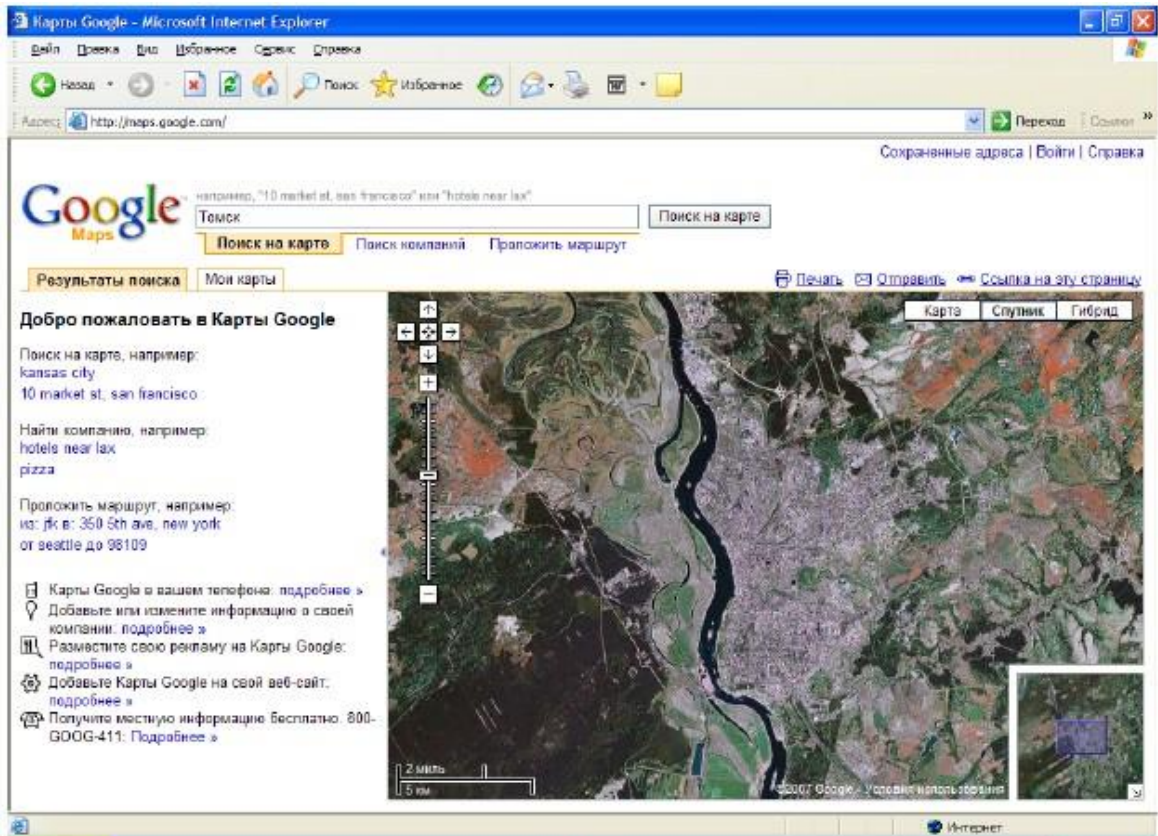 Карты Google - Microsoft Internet Explorer
Файл Правка Вид Избранное Сервис Справка
Назад Поиск Избранное
Адрес: http://maps.google.com/ Переход Ссылки
Сохраненные адреса | Войти | Справка
например, "10 market st, san francisco" или "hotels near lax"
Google Maps
Томск Поиск на карте
Поиск на карте Поиск компаний Проложить маршрут
Результаты поиска Мои карты Печать Отправить Ссылка на эту страницу
Карта Спутник Гибрид
Добро пожаловать в Карты Google
Поиск на карте, например:
kansas city
10 market st, san francisco
Найти компанию, например:
hotels near lax
pizza
Проложить маршрут, например:
из: jfk в: 350 5th ave, new york
от seattle до 98109
Карты Google в вашем телефоне: подробнее »
Добавьте или измените информацию о своей
компании: подробнее »
Разместите свою рекламу на Карты Google:
подробнее »
Добавьте Карты Google на свой веб-сайт:
подробнее »
Получите местную информацию бесплатно. 800-
GOOG-411: Подробнее »
2 миль
5 км
©2007 Google - Условия использования
Интернет